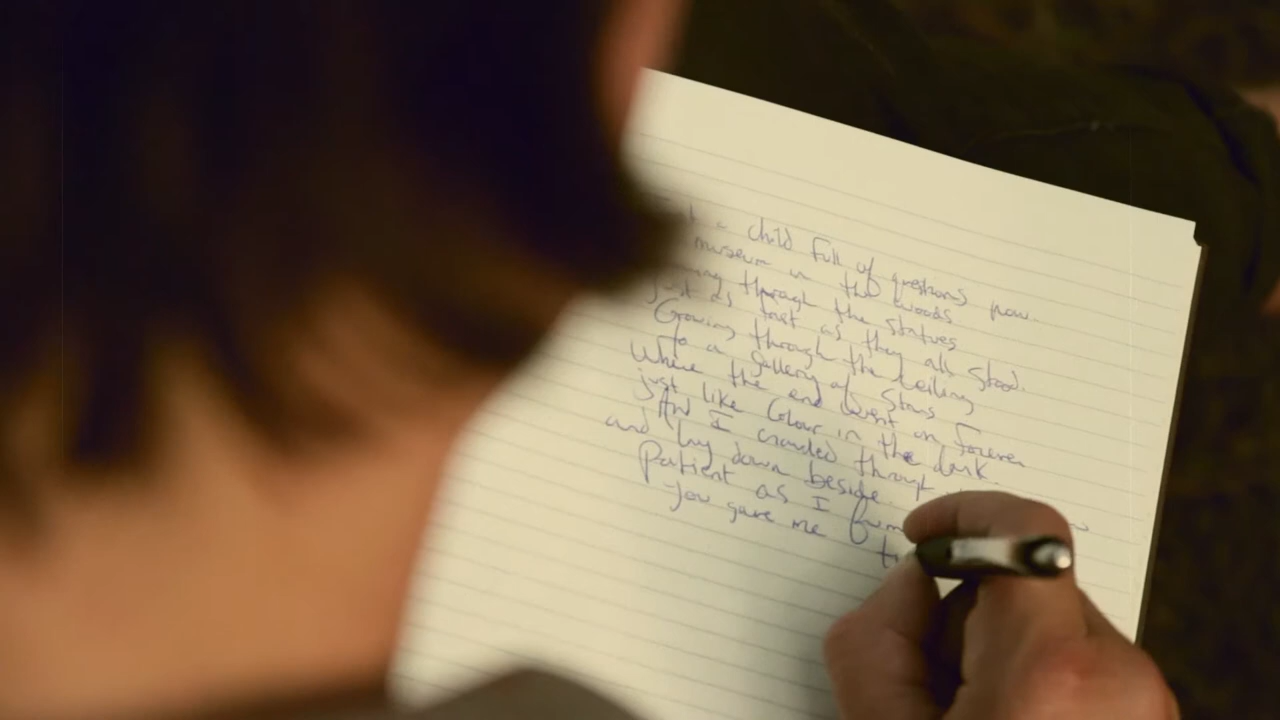 a child full of questions now
museum in the woods
through the statues
just as just as they all stood.
Growing through the ceiling
To a gallery of stars
Where the end went on forever
just like Colour in the dark
And I crawled through
and lay down beside
Patient as I
You gave me